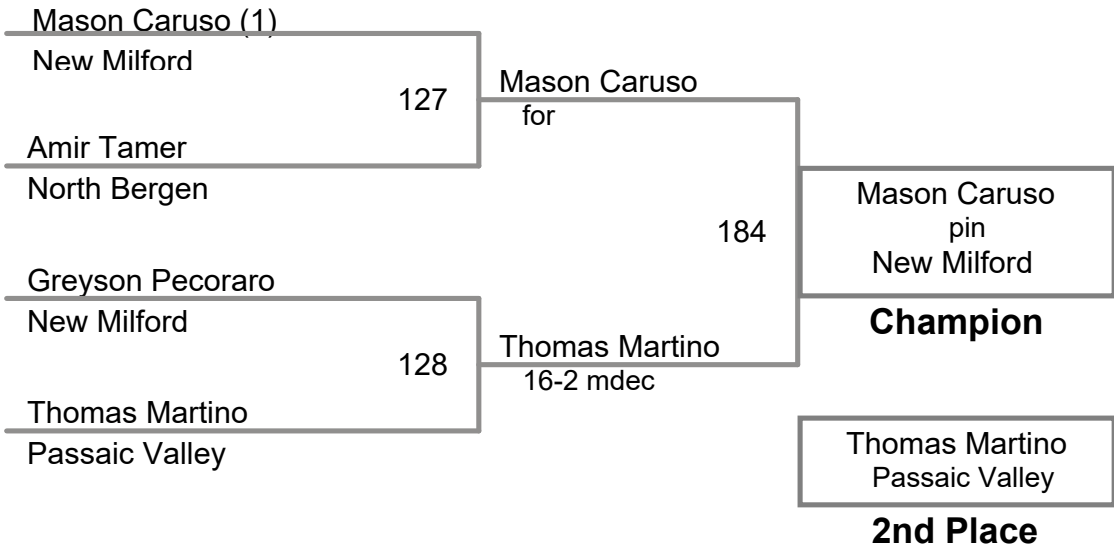 Mason Caruso (1)
New Milford
127
Amir Tamer
North Bergen
Mason Caruso
for
Greyson Pecoraro
New Milford
128
Thomas Martino
Passaic Valley
Thomas Martino
16-2 mdec
184
Mason Caruso
pin
New Milford
Champion
Thomas Martino
Passaic Valley
2nd Place